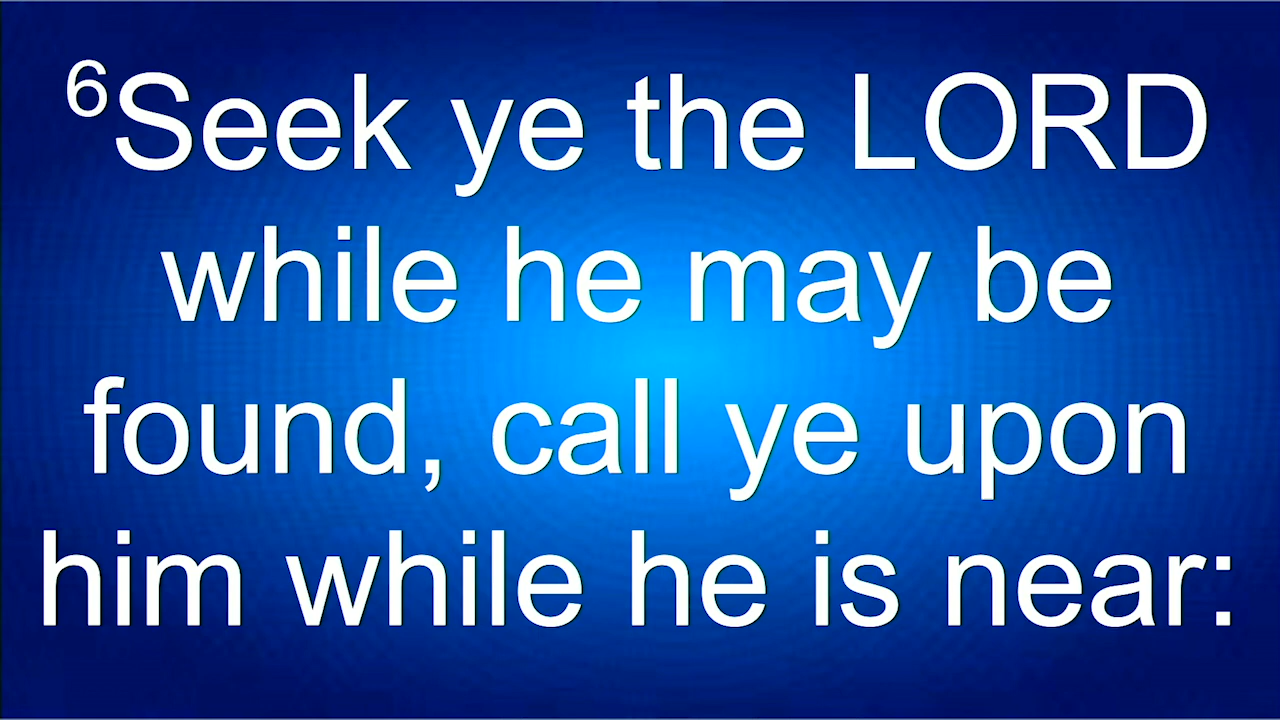 ⁶Seek ye the LORD
while he may be
found, call ye upon
him while he is near: